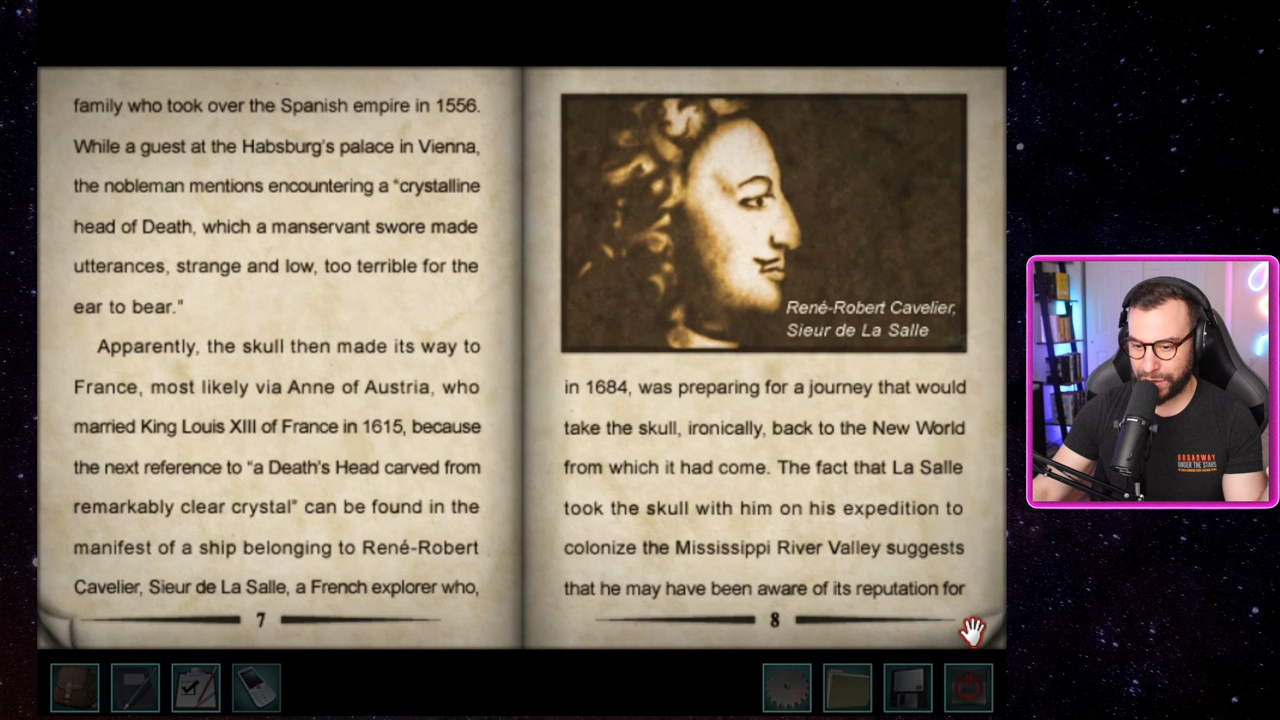 family who took over the Spanish empire in 1556.
While a guest at the Habsburg's palace in Vienna,
the nobleman mentions encountering a "crystalline
head of Death, which a manservant swore made
utterances, strange and low, too terrible for the
ear to bear."
Apparently, the skull then made its way to
France, most likely via Anne of Austria, who
married King Louis XIII of France in 1615, because
the next reference to "a Death's Head carved from
remarkably clear crystal" can be found in the
manifest of a ship belonging to René-Robert
Cavelier, Sieur de La Salle, a French explorer who,
7
René-Robert Cavelier,
Sieur de La Salle
in 1684, was preparing for a journey that would
take the skull, ironically, back to the New World
from which it had come. The fact that La Salle
took the skull with him on his expedition to
colonize the Mississippi River Valley suggests
that he may have been aware of its reputation for
8
BROADWAY
UNDER THE STARS